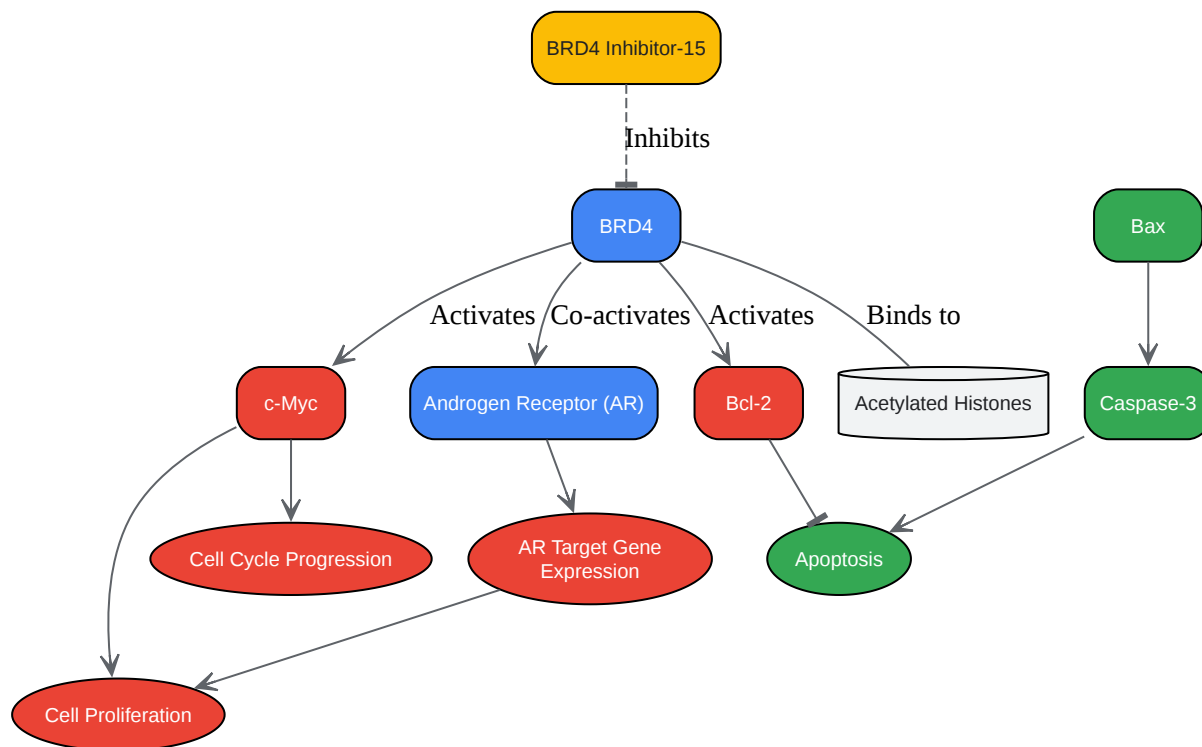 BRD4 Inhibitor-15
Inhibits
BRD4
Bax
Activates
Co-activates
Activates
Binds to
c-Myc
Androgen Receptor (AR)
Bcl-2
Acetylated Histones
Caspase-3
Cell Cycle Progression
AR Target Gene
Expression
Apoptosis
Cell Proliferation